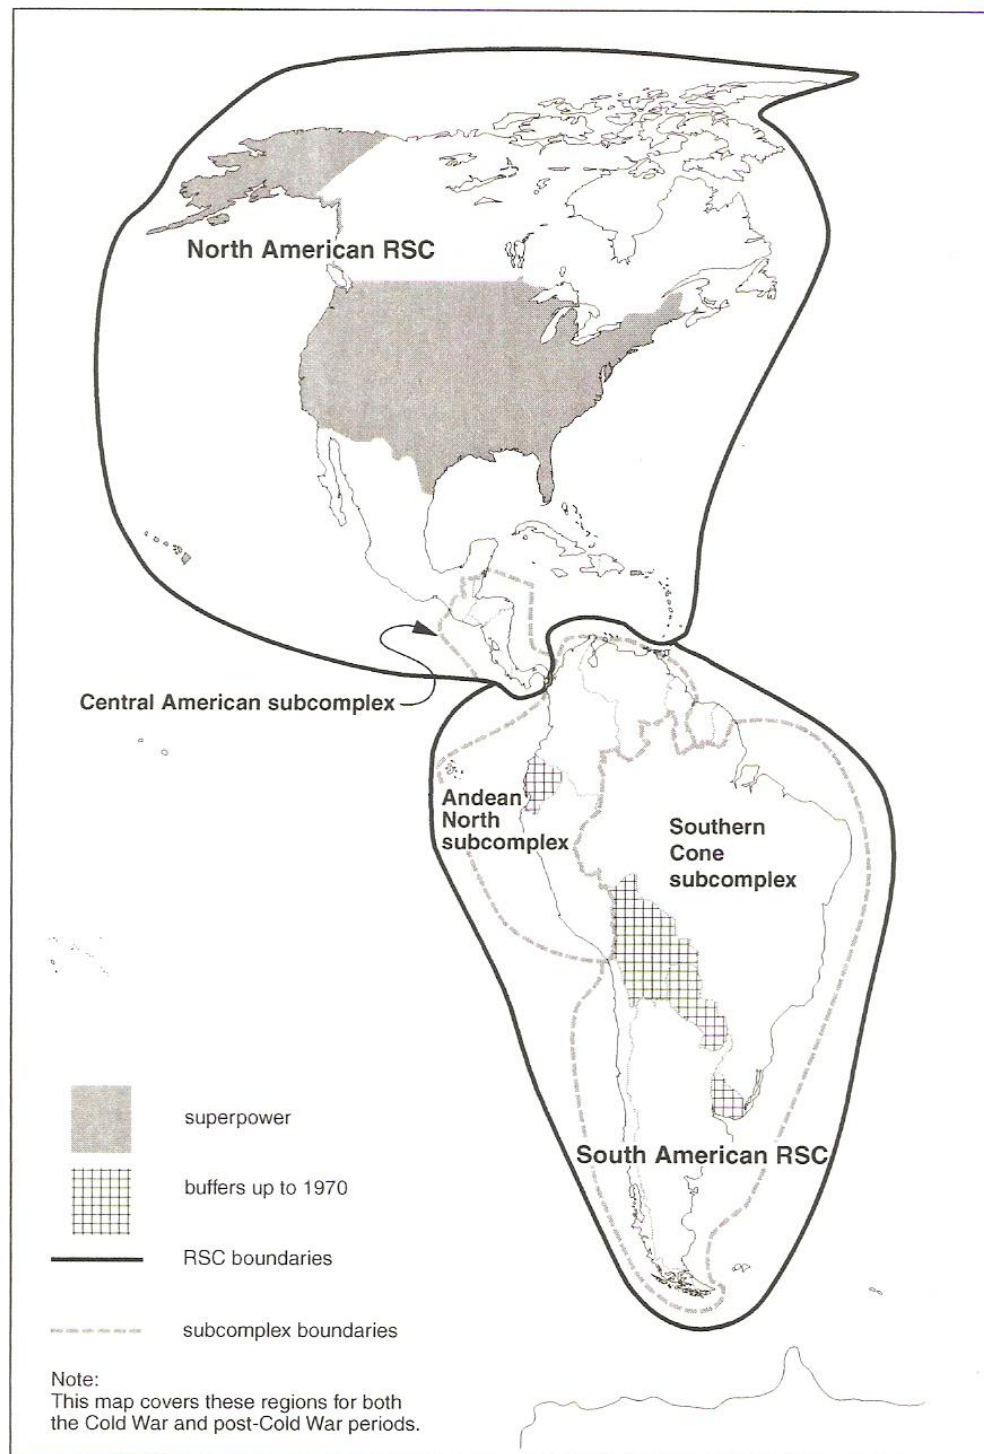 North American RSC
Central American subcomplex
Andean
North
subcomplex
Southern
Cone
subcomplex
South American RSC
superpower
buffers up to 1970
RSC boundaries
subcomplex boundaries
Note:
This map covers these regions for both
the Cold War and post-Cold War periods.